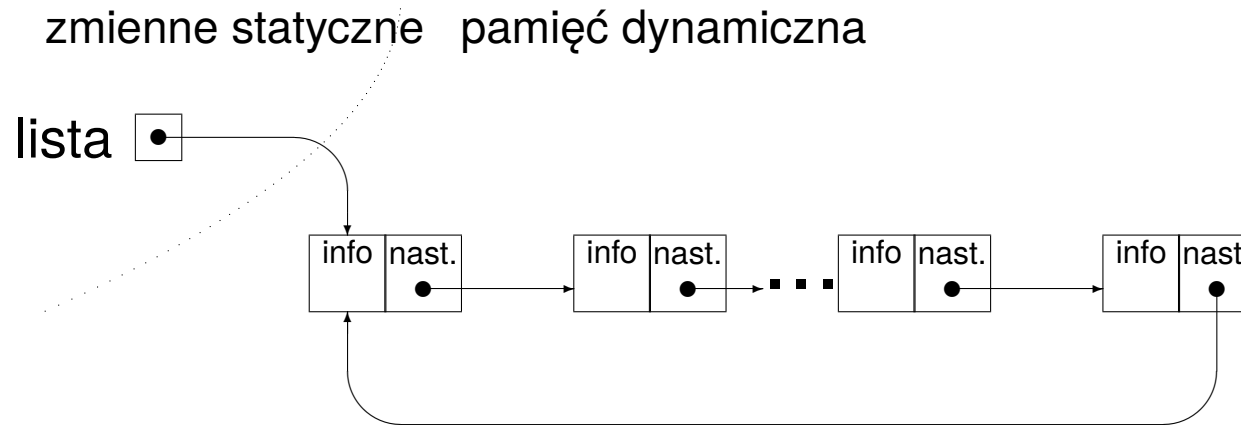 zmienne statyczne pamięć dynamiczna
lista
info nast. info nast. info nast. info nast